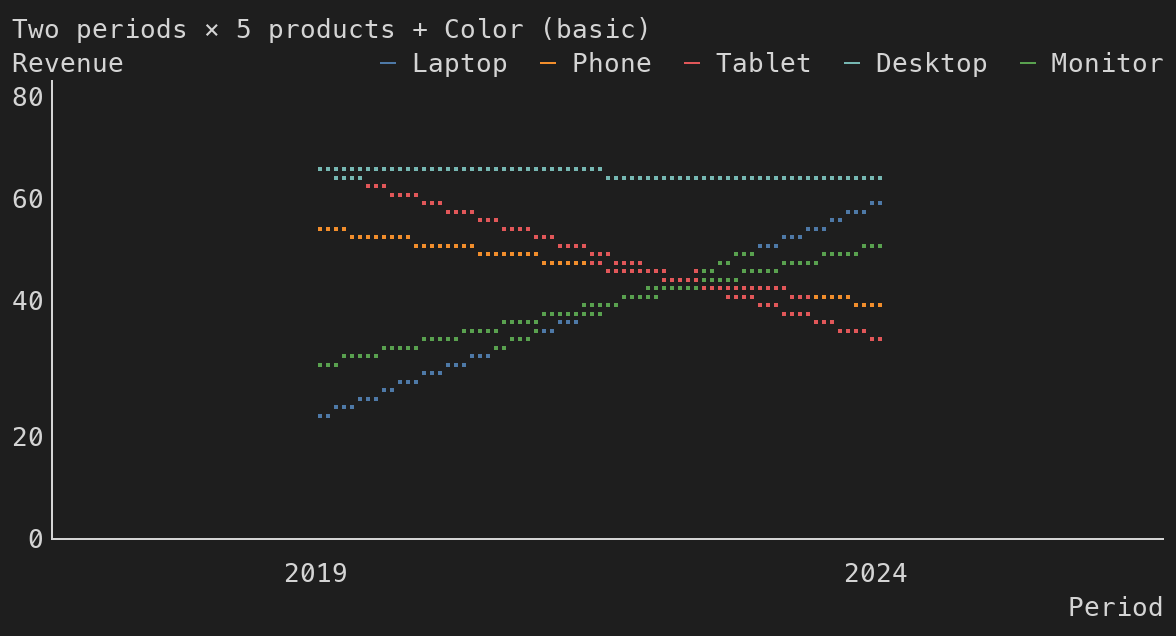 Two periods × 5 products + Color (basic)
Revenue — Laptop — Phone — Tablet — Desktop — Monitor
80
60
40
20
0
2019 2024
Period